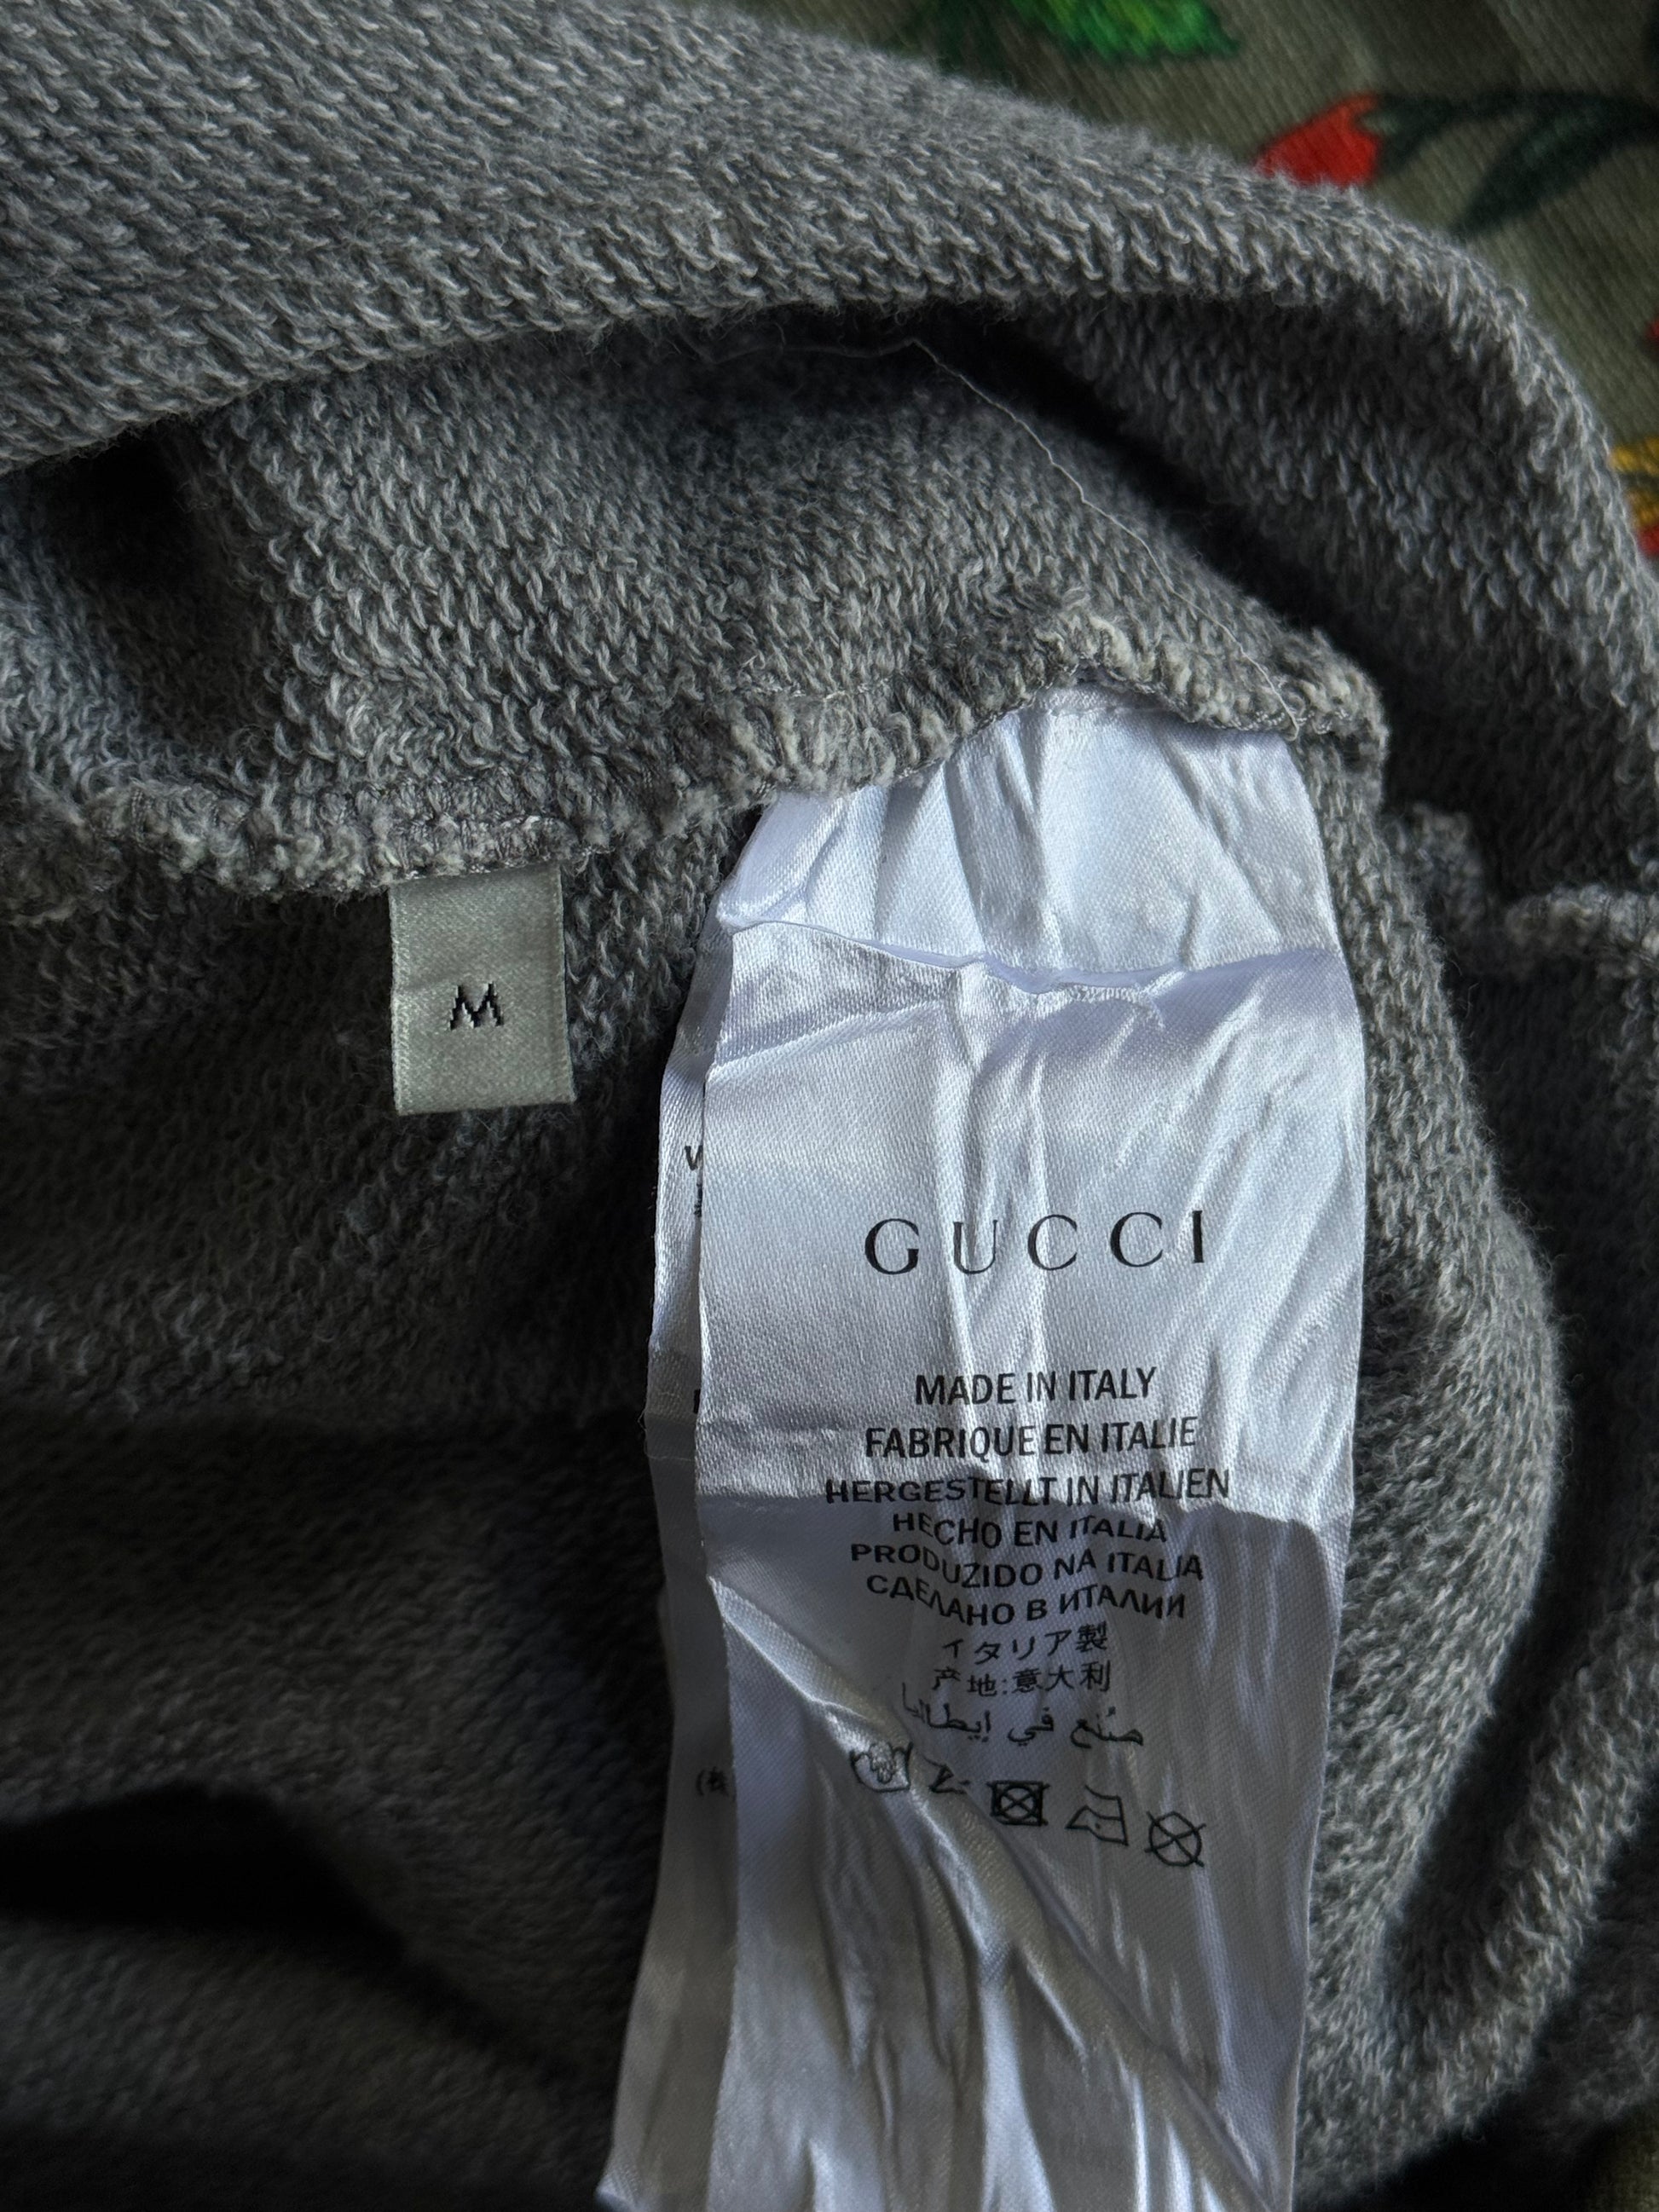 M
GUCCI
MADE IN ITALY
FABRIQUE EN ITALIE
HERGESTELLT IN ITALIEN
HECHO EN ITALIA
PRODUZIDO NA ITALIA
СДЕЛАНО В ИТАЛИИ
イタリア製
产地:意大利
صُنع في إيطاليا